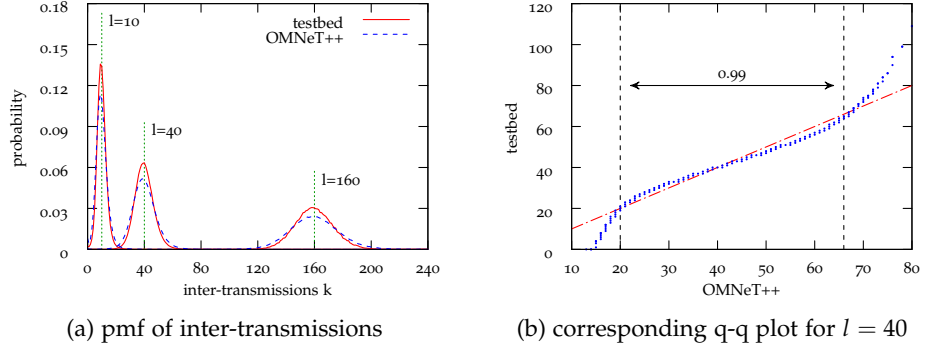 0.18
0.15
0.12
0.09
0.06
0.03
0
probability
l=10
l=40
l=160
testbed
OMNeT++
0 40 80 120 160 200 240
inter-transmissions k
(a) pmf of inter-transmissions
120
100
80
60
40
20
0
testbed
0.99
10 20 30 40 50 60 70 80
OMNeT++
(b) corresponding q-q plot for l = 40